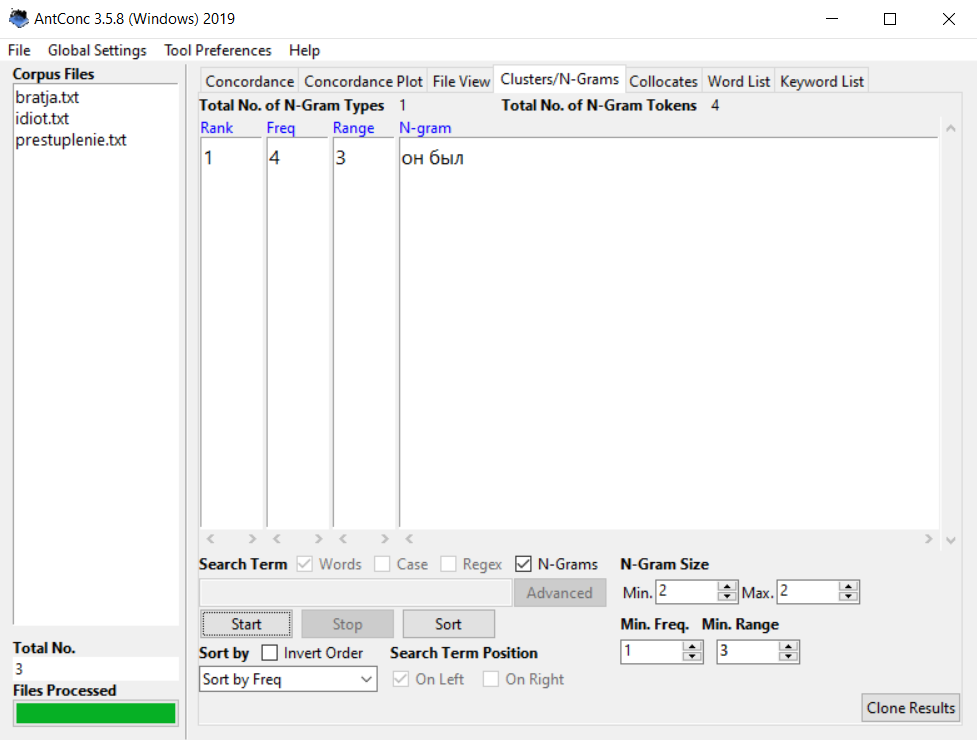 AntConc 3.5.8 (Windows) 2019
File Global Settings Tool Preferences Help
Corpus Files
bratja.txt
idiot.txt
prestuplenie.txt
Total No.
3
Files Processed
Concordance Concordance Plot File View Clusters/N-Grams Collocates Word List Keyword List
Total No. of N-Gram Types 1 Total No. of N-Gram Tokens 4
Rank Freq Range N-gram
1 4 3 он был
Search Term Words Case Regex N-Grams N-Gram Size
Advanced Min. 2 Max. 2
Start Stop Sort Min. Freq. Min. Range
1 3
Sort by Invert Order Search Term Position
Sort by Freq On Left On Right
Clone Results